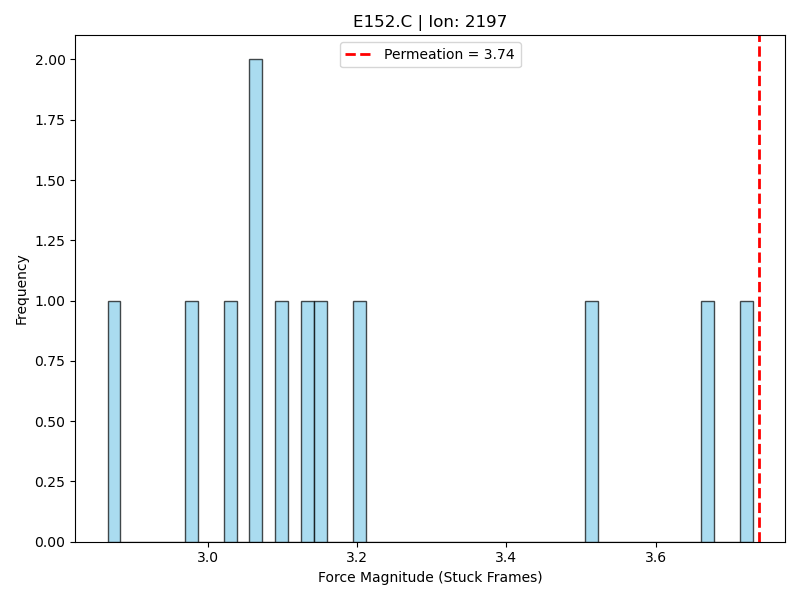 E152.C | Ion: 2197
Permeation = 3.74
2.00
1.75
1.50
1.25
1.00
0.75
0.50
0.25
0.00
Frequency
3.0 3.2 3.4 3.6
Force Magnitude (Stuck Frames)